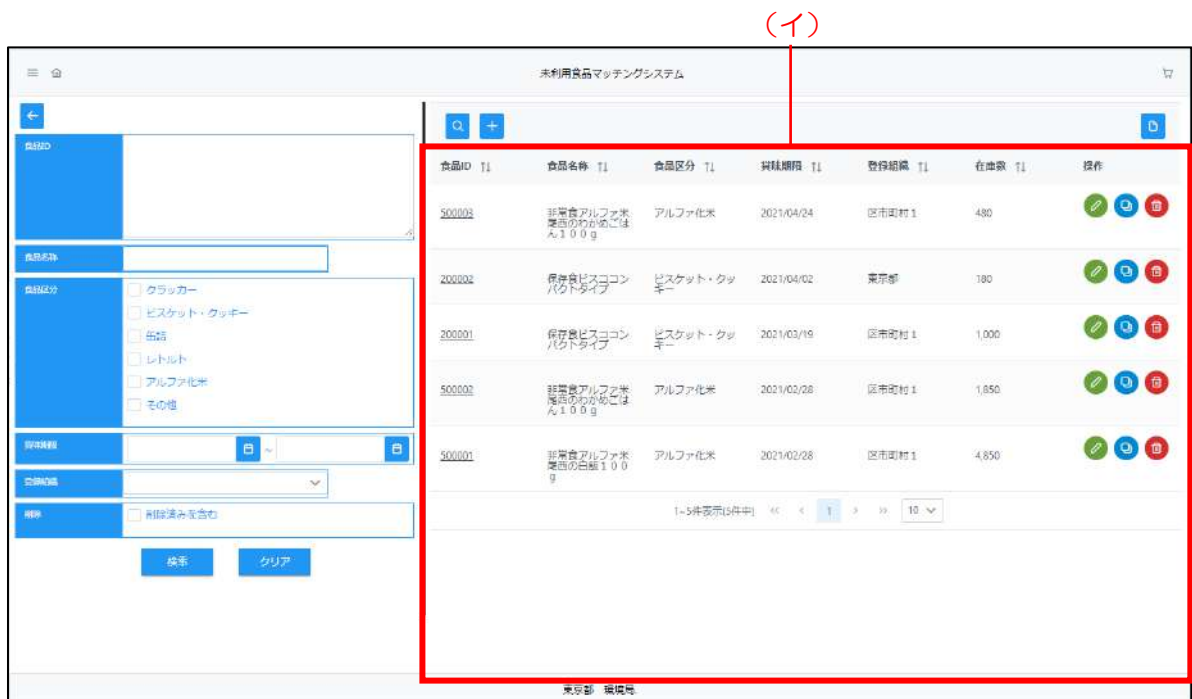 （イ）
未利用食品マッチングシステム
食品ID
食品名称
食品区分
クラッカー
ビスケット・クッキー
缶詰
レトルト
アルファ化米
その他
賞味期限
~
登録組織
削除
削除済みを含む
検索
クリア
食品ID 食品名称 食品区分 賞味期限 登録組織 在庫数 操作
500003 非常食アルファ米 アルファ化米 2021/04/24 区市町村１ 480
尾西のわかめごは
ん１００ｇ
200002 保存食ビスココン ビスケット・クッ 2021/04/02 東京都 180
パクトタイプ キー
200001 保存食ビスココン ビスケット・クッ 2021/03/19 区市町村１ 1,000
パクトタイプ キー
500002 非常食アルファ米 アルファ化米 2021/02/28 区市町村１ 1,850
尾西のわかめごは
ん１００ｇ
500001 非常食アルファ米 アルファ化米 2021/02/28 区市町村１ 4,850
尾西の白飯１００
ｇ
1~5件表示(5件中) << < 1 > >> 10
東京都 環境局